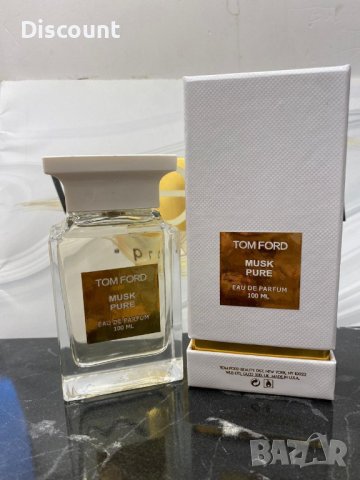 Discount
TOM FORD
MUSK
PURE
EAU DE PARFUM
100 ML
TOM FORD
MUSK
PURE
EAU DE PARFUM
100 ML
BAZAR